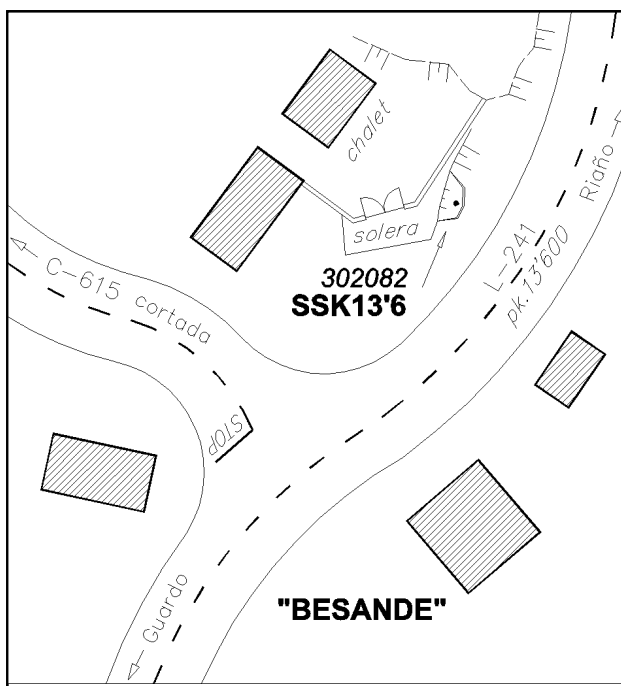 chalet
solera
302082
SSK13'6
L-241
pk.13'600
Riaño
C-615 cortada
STOP
Guardo
"BESANDE"